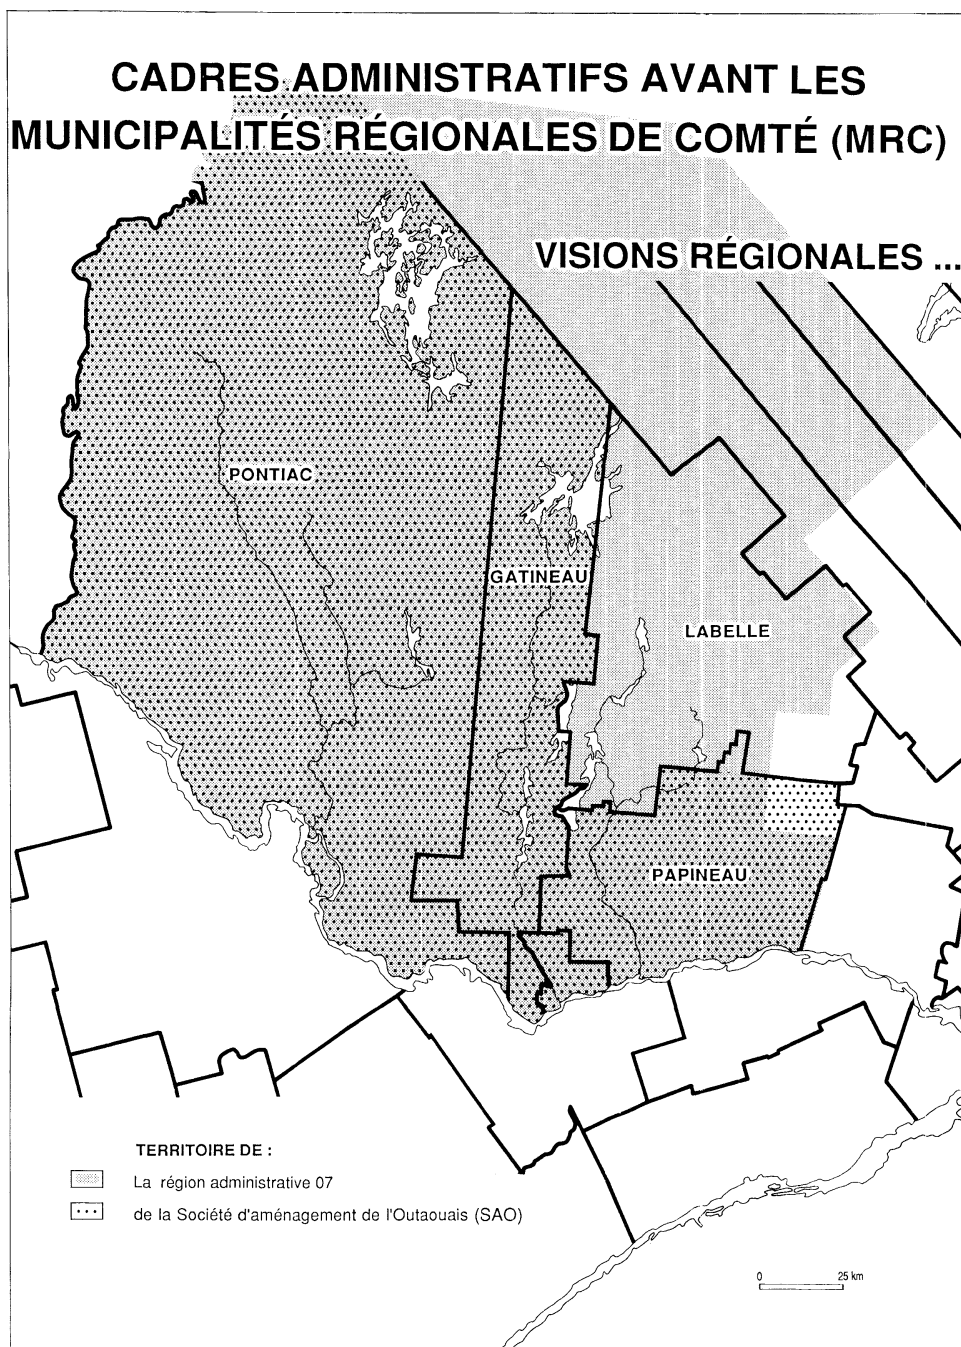 CADRES ADMINISTRATIFS AVANT LES
MUNICIPALITÉS RÉGIONALES DE COMTÉ (MRC)
VISIONS RÉGIONALES ...
PONTIAC
GATINEAU
LABELLE
PAPINEAU
TERRITOIRE DE :
La région administrative 07
de la Société d'aménagement de l'Outaouais (SAO)
0 25 km